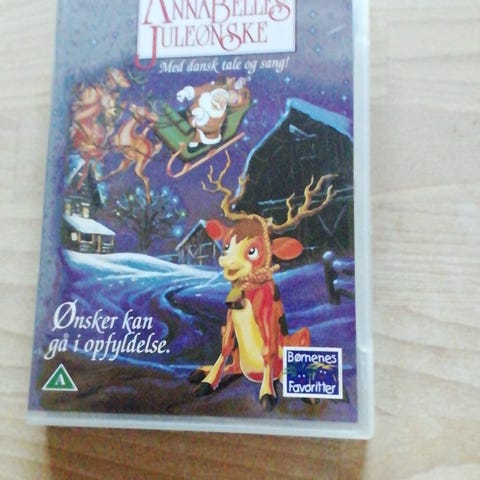 AnnaBelles
Juleønske
Med dansk tale og sang!
Ønsker kan
gå i opfyldelse.
A
Børnenes
Favoritter